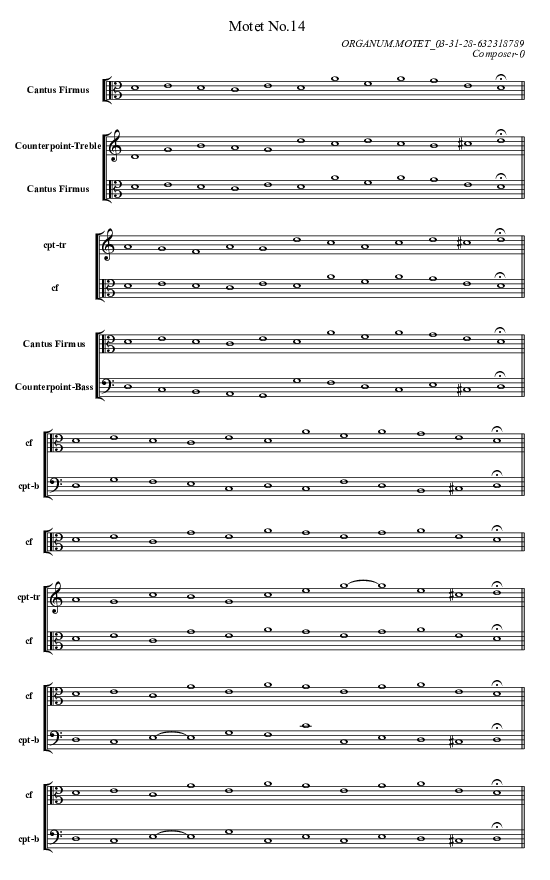 Motet No.14
ORGANUM.MOTET_03-31-28-632318789
Composer-0
Cantus Firmus
Counterpoint-Treble
Cantus Firmus
cpt-tr
cf
Cantus Firmus
Counterpoint-Bass
cf
cpt-b
cf
cpt-tr
cf
cf
cpt-b
cf
cpt-b